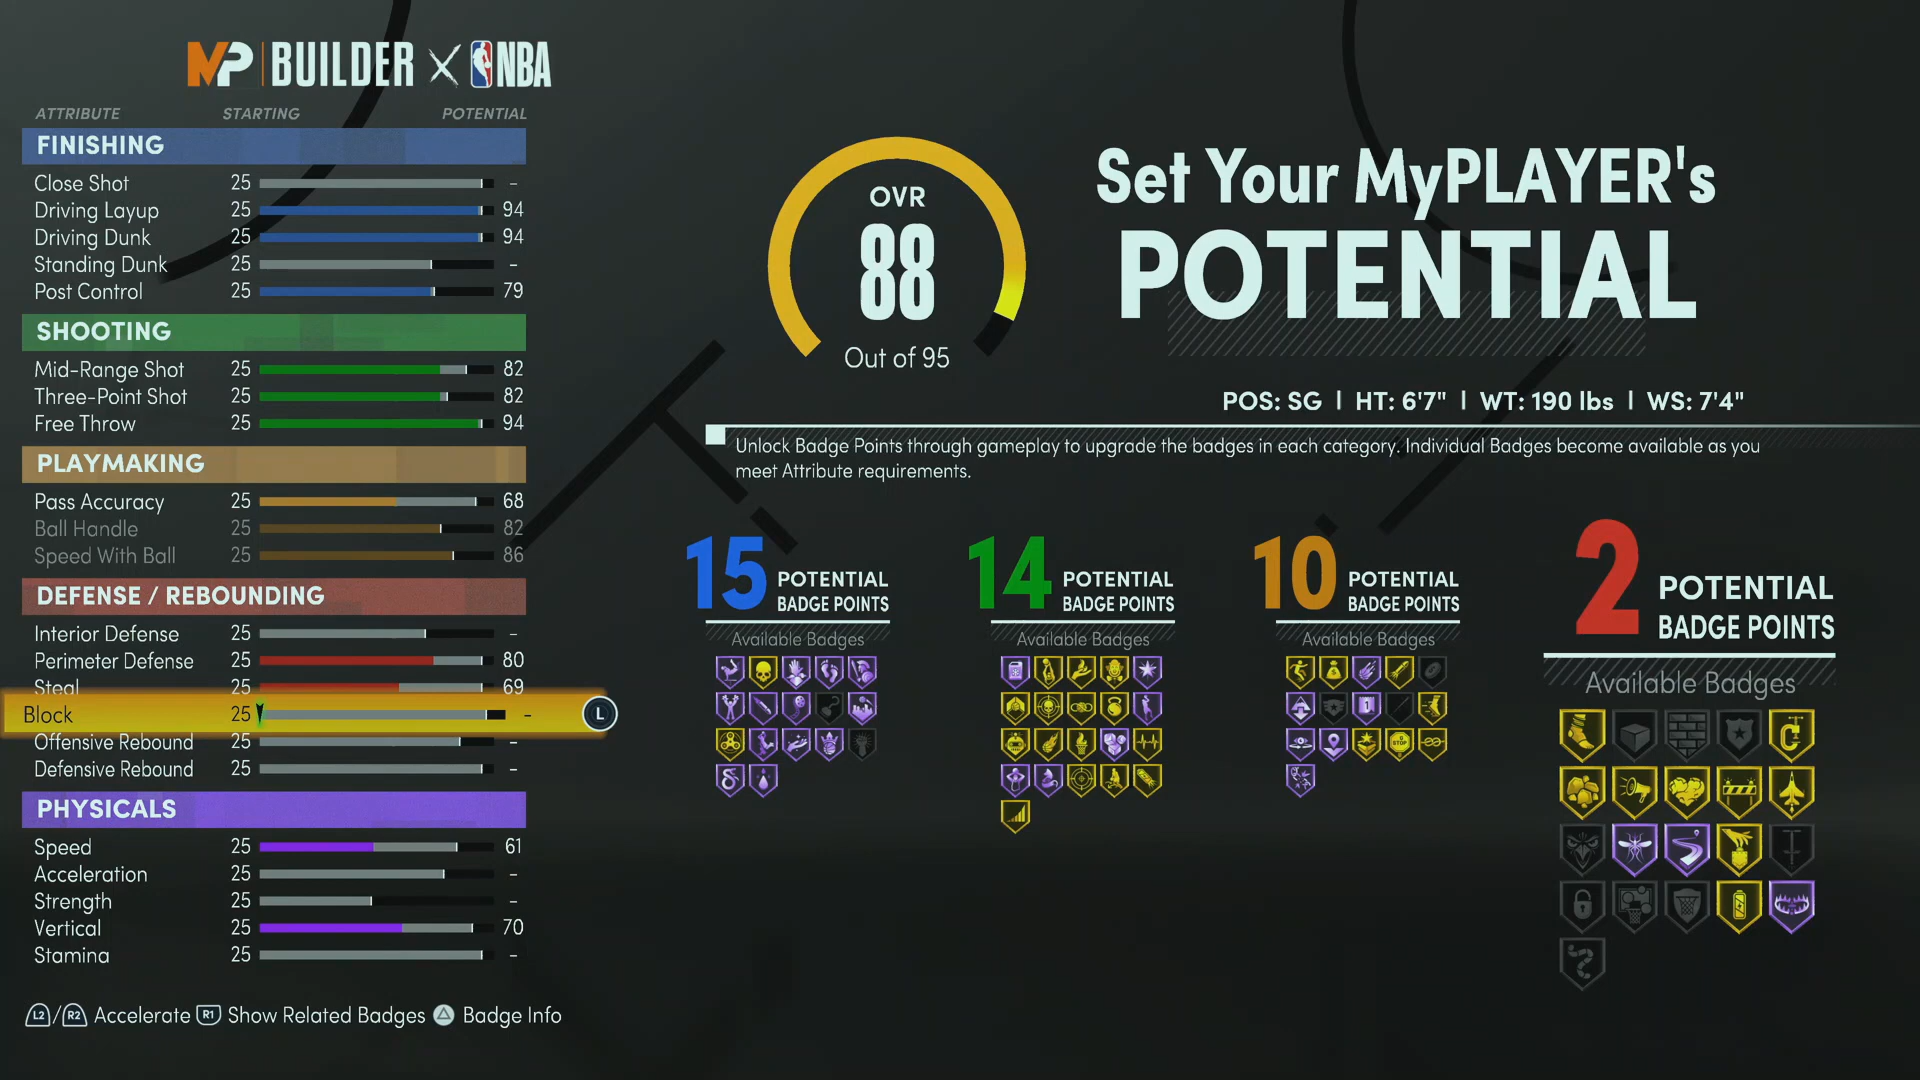 MP | BUILDER X NBA
ATTRIBUTE STARTING POTENTIAL
FINISHING
Close Shot 25 -
Driving Layup 25 94
Driving Dunk 25 94
Standing Dunk 25 -
Post Control 25 79
SHOOTING
Mid-Range Shot 25 82
Three-Point Shot 25 82
Free Throw 25 94
PLAYMAKING
Pass Accuracy 25 68
Ball Handle 25 82
Speed With Ball 25 86
DEFENSE / REBOUNDING
Interior Defense 25 -
Perimeter Defense 25 80
Steal 25 69
Block 25 - L
Offensive Rebound 25 -
Defensive Rebound 25 -
PHYSICALS
Speed 25 61
Acceleration 25 -
Strength 25 -
Vertical 25 70
Stamina 25 -
L2/R2 Accelerate R1 Show Related Badges Badge Info
OVR
88
Out of 95
Set Your MyPLAYER's
POTENTIAL
POS: SG | HT: 6'7" | WT: 190 lbs | WS: 7'4"
Unlock Badge Points through gameplay to upgrade the badges in each category. Individual Badges become available as you
meet Attribute requirements.
15 POTENTIAL
BADGE POINTS
Available Badges
14 POTENTIAL
BADGE POINTS
Available Badges
10 POTENTIAL
BADGE POINTS
Available Badges
2 POTENTIAL
BADGE POINTS
Available Badges